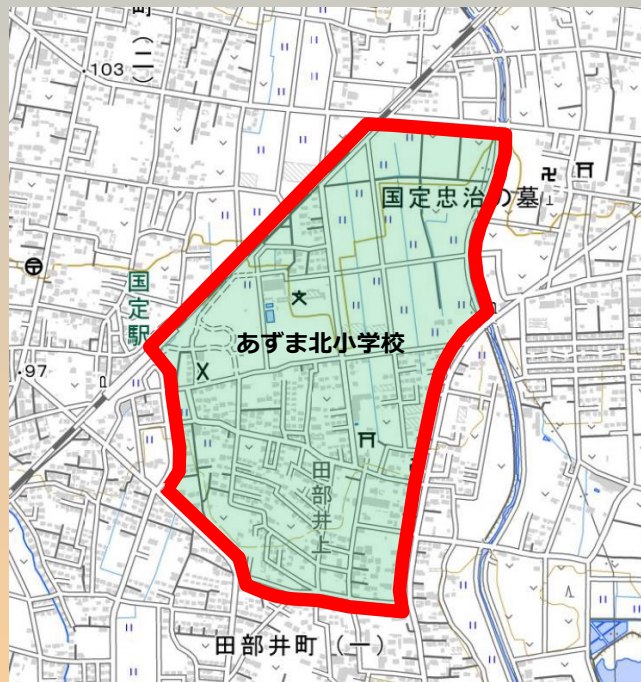 町(二)
・103
国定忠治の墓
国定駅
あずま北小学校
・97
田部井上
田部井町(一)